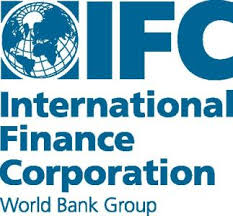 IFC
International
Finance
Corporation
World Bank Group